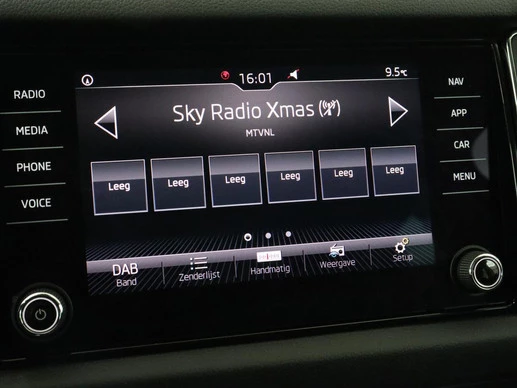 16:01
9.5°C
RADIO
MEDIA
PHONE
VOICE
Sky Radio Xmas
MTVNL
Leeg Leeg Leeg Leeg Leeg Leeg
DAB
Band
Zenderlijst
Handmatig
Weergave
Setup
NAV
APP
CAR
MENU